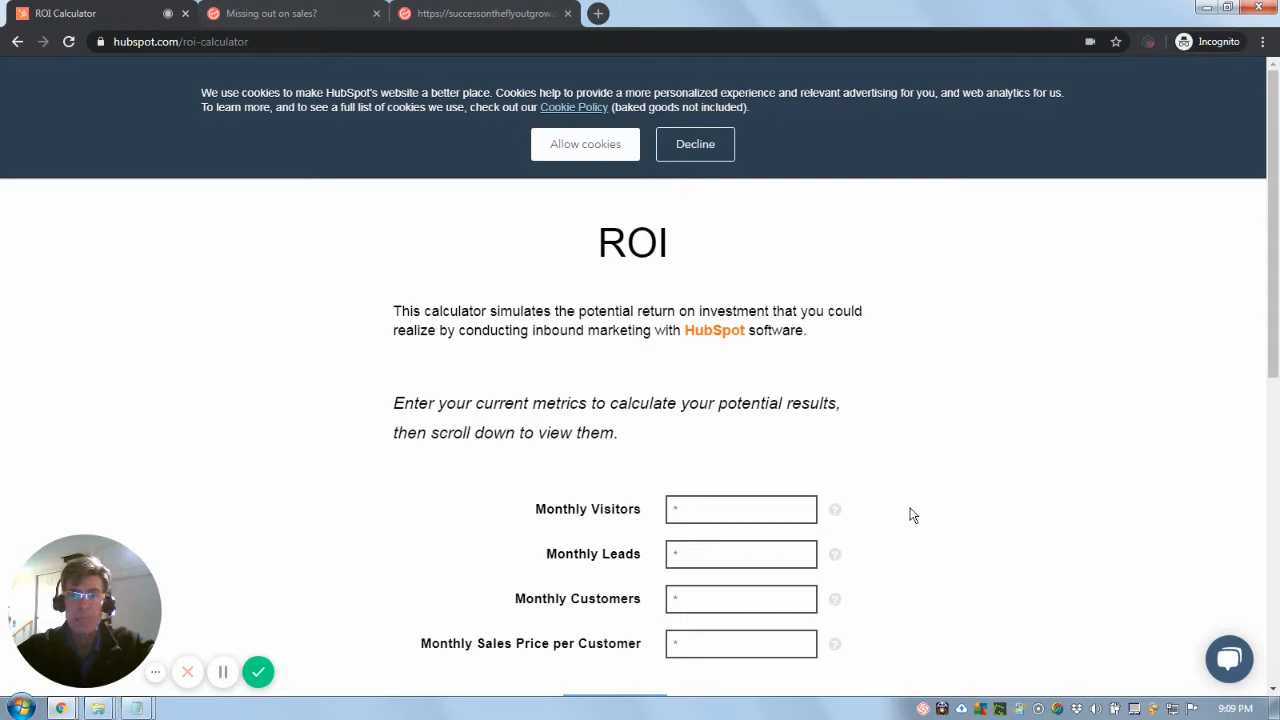 ROI Calculator
Missing out on sales?
https://successontheflyoutgrow.
hubspot.com/roi-calculator
Incognito
We use cookies to make HubSpot's website a better place. Cookies help to provide a more personalized experience and relevant advertising for you, and web analytics for us.
To learn more, and to see a full list of cookies we use, check out our Cookie Policy (baked goods not included).
Allow cookies
Decline
ROI
This calculator simulates the potential return on investment that you could
realize by conducting inbound marketing with HubSpot software.
Enter your current metrics to calculate your potential results,
then scroll down to view them.
Monthly Visitors
*
?
Monthly Leads
*
?
Monthly Customers
*
?
Monthly Sales Price per Customer
*
?
9:09 PM